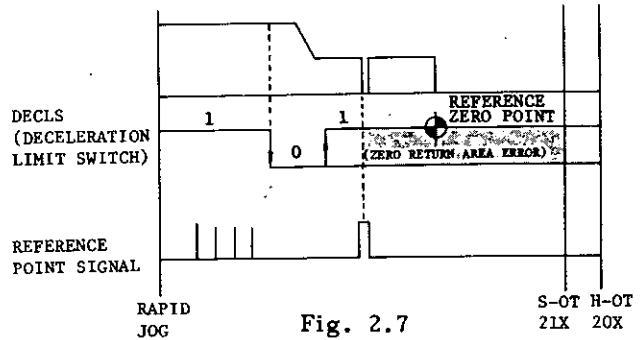 REFERENCE
ZERO POINT
DECLS
(DECELERATION
LIMIT SWITCH)
1
0
1
(ZERO RETURN AREA ERROR)
REFERENCE
POINT SIGNAL
RAPID
JOG
Fig. 2.7
S-OT
21X
H-OT
20X